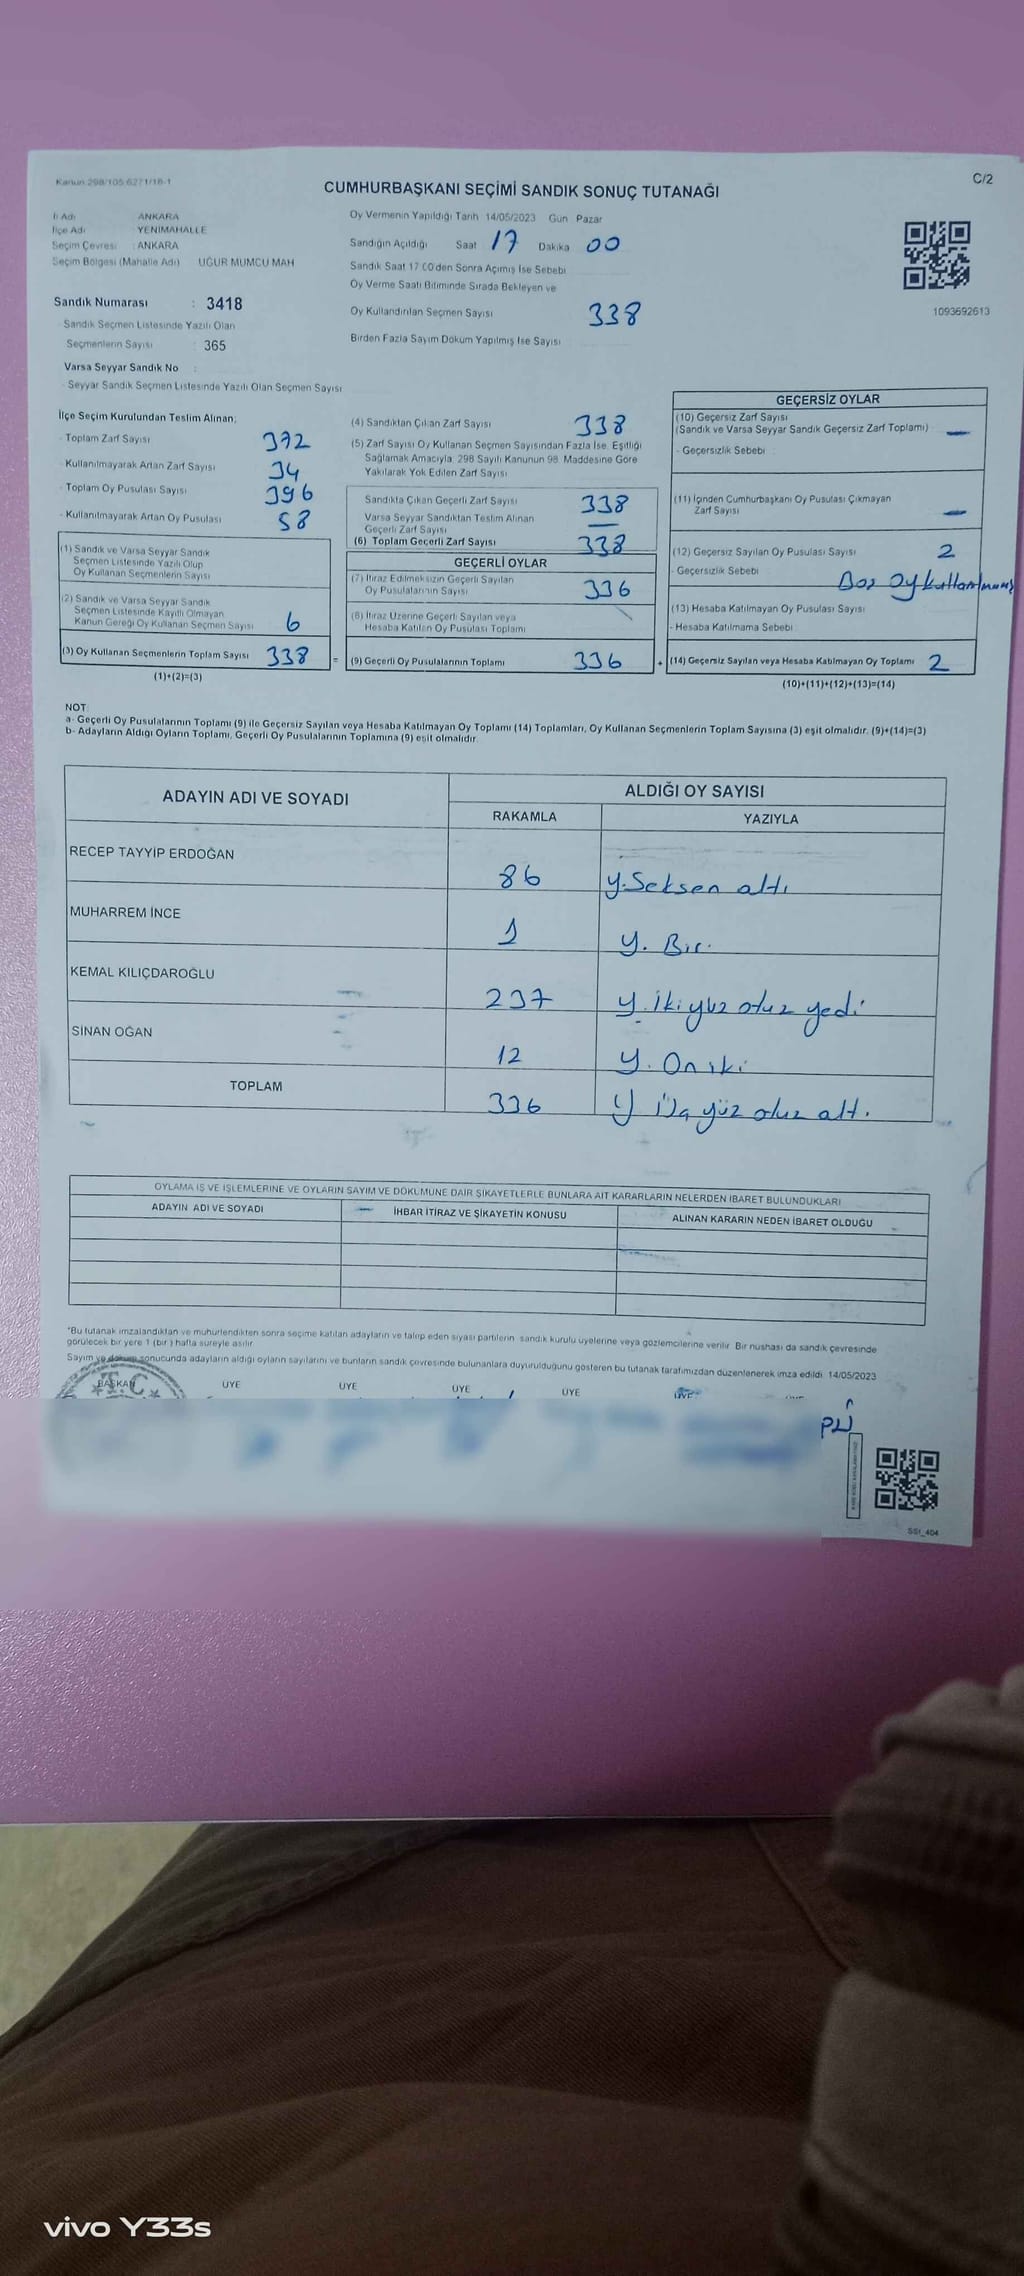 Kanun 298/105 6271/18-1
CUMHURBAŞKANI SEÇİMİ SANDIK SONUÇ TUTANAĞI
C/2
İl Adı : ANKARA
İlçe Adı : YENİMAHALLE
Seçim Çevresi : ANKARA
Seçim Bölgesi (Mahalle Adı) UĞUR MUMCU MAH
Sandık Numarası : 3418
Sandık Seçmen Listesinde Yazılı Olan
Seçmenlerin Sayısı : 365
Varsa Seyyar Sandık No :
Seyyar Sandık Seçmen Listesinde Yazılı Olan Seçmen Sayısı
Oy Vermenin Yapıldığı Tarih 14/05/2023 Gün Pazar
Sandığın Açıldığı Saat 17 Dakika 00
Sandık Saat 17 00'den Sonra Açımış İse Sebebi
Oy Verme Saati Bitiminde Sırada Bekleyen ve
Oy Kullandırılan Seçmen Sayısı 338
Birden Fazla Sayım Döküm Yapılmış İse Sayısı
1093692613
İlçe Seçim Kurulundan Teslim Alınan;
- Toplam Zarf Sayısı 372
- Kullanılmayarak Artan Zarf Sayısı 34
- Toplam Oy Pusulası Sayısı 396
- Kullanılmayarak Artan Oy Pusulası 58
(1) Sandık ve Varsa Seyyar Sandık
Seçmen Listesinde Yazılı Olup
Oy Kullanan Seçmenlerin Sayısı
(2) Sandık ve Varsa Seyyar Sandık
Seçmen Listesinde Kayıtlı Olmayan
Kanun Gereği Oy Kullanan Seçmen Sayısı 6
(3) Oy Kullanan Seçmenlerin Toplam Sayısı 338 =
(1)+(2)=(3)
(4) Sandıktan Çıkan Zarf Sayısı 338
(5) Zarf Sayısı Oy Kullanan Seçmen Sayısından Fazla İse, Eşitliği
Sağlamak Amacıyla, 298 Sayılı Kanunun 98. Maddesine Göre
Yakılarak Yok Edilen Zarf Sayısı
Sandıkta Çıkan Geçerli Zarf Sayısı 338
Varsa Seyyar Sandıktan Teslim Alınan
Geçerli Zarf Sayısı —
(6) Toplam Geçerli Zarf Sayısı 338
GEÇERLİ OYLAR
(7) İtiraz Edilmeksizin Geçerli Sayılan
Oy Pusulalarının Sayısı 336
(8) İtiraz Üzerine Geçerli Sayılan veya
Hesaba Katılan Oy Pusulası Toplamı
(9) Geçerli Oy Pusulalarının Toplamı 336 +
GEÇERSİZ OYLAR
(10) Geçersiz Zarf Sayısı
(Sandık ve Varsa Seyyar Sandık Geçersiz Zarf Toplamı) —
- Geçersizlik Sebebi :
(11) İçinden Cumhurbaşkanı Oy Pusulası Çıkmayan
Zarf Sayısı —
(12) Geçersiz Sayılan Oy Pusulası Sayısı 2
- Geçersizlik Sebebi Boş Oy kullanılmış
(13) Hesaba Katılmayan Oy Pusulası Sayısı
- Hesaba Katılmama Sebebi
(14) Geçersiz Sayılan veya Hesaba Katılmayan Oy Toplamı 2
(10)+(11)+(12)+(13)=(14)
NOT:
a- Geçerli Oy Pusulalarının Toplamı (9) ile Geçersiz Sayılan veya Hesaba Katılmayan Oy Toplamı (14) Toplamları, Oy Kullanan Seçmenlerin Toplam Sayısına (3) eşit olmalıdır. (9)+(14)=(3)
b- Adayların Aldığı Oyların Toplamı, Geçerli Oy Pusulalarının Toplamına (9) eşit olmalıdır.
ADAYIN ADI VE SOYADI ALDIĞI OY SAYISI
RAKAMLA YAZIYLA
RECEP TAYYİP ERDOĞAN 86 Y. Seksen altı
MUHARREM İNCE 1 Y. Bir.
KEMAL KILIÇDAROĞLU 237 Y. İkiyüz otuz yedi
SİNAN OĞAN 12 Y. On iki
TOPLAM 336 Y Üç yüz otuz altı.
OYLAMA İŞ VE İŞLEMLERİNE VE OYLARIN SAYIM VE DÖKÜMÜNE DAİR ŞİKAYETLERLE BUNLARA AİT KARARLARIN NELERDEN İBARET BULUNDUKLARI
ADAYIN ADI VE SOYADI İHBAR İTİRAZ VE ŞİKAYETİN KONUSU ALINAN KARARIN NEDEN İBARET OLDUĞU
*Bu tutanak imzalandıktan ve mühürlendikten sonra seçime katılan adayların ve talep eden siyasi partilerin sandık kurulu üyelerine veya gözlemcilerine verilir. Bir nüshası da sandık çevresinde
görülecek bir yere 1 (bir) hafta süreyle asılır.
Sayım ve döküm sonucunda adayların aldığı oyların sayılarını ve bunların sandık çevresinde bulunanlara duyurulduğunu gösteren bu tutanak tarafımızdan düzenlenerek imza edildi. 14/05/2023
BAŞKAN ÜYE ÜYE ÜYE ÜYE ÜYE
T.C
SSt_404
vivo Y33s